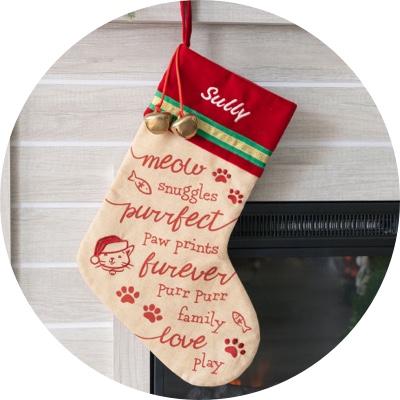 Sully
meow
snuggles
purrfect
Paw prints
furever
Purr Purr
family
love
play